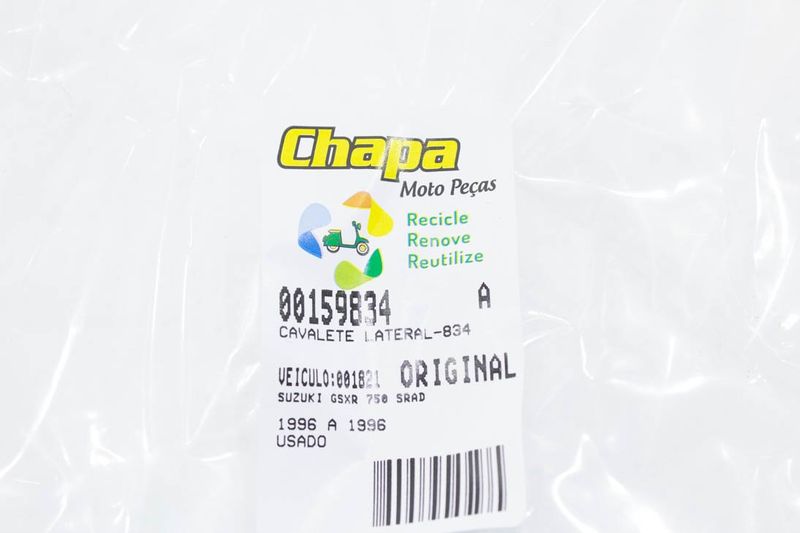 Chapa
Moto Peças
Recicle
Renove
Reutilize
00159834 A
CAVALETE LATERAL-834
VEICULO:001821 ORIGINAL
SUZUKI GSXR 750 SRAD
1996 A 1996
USADO